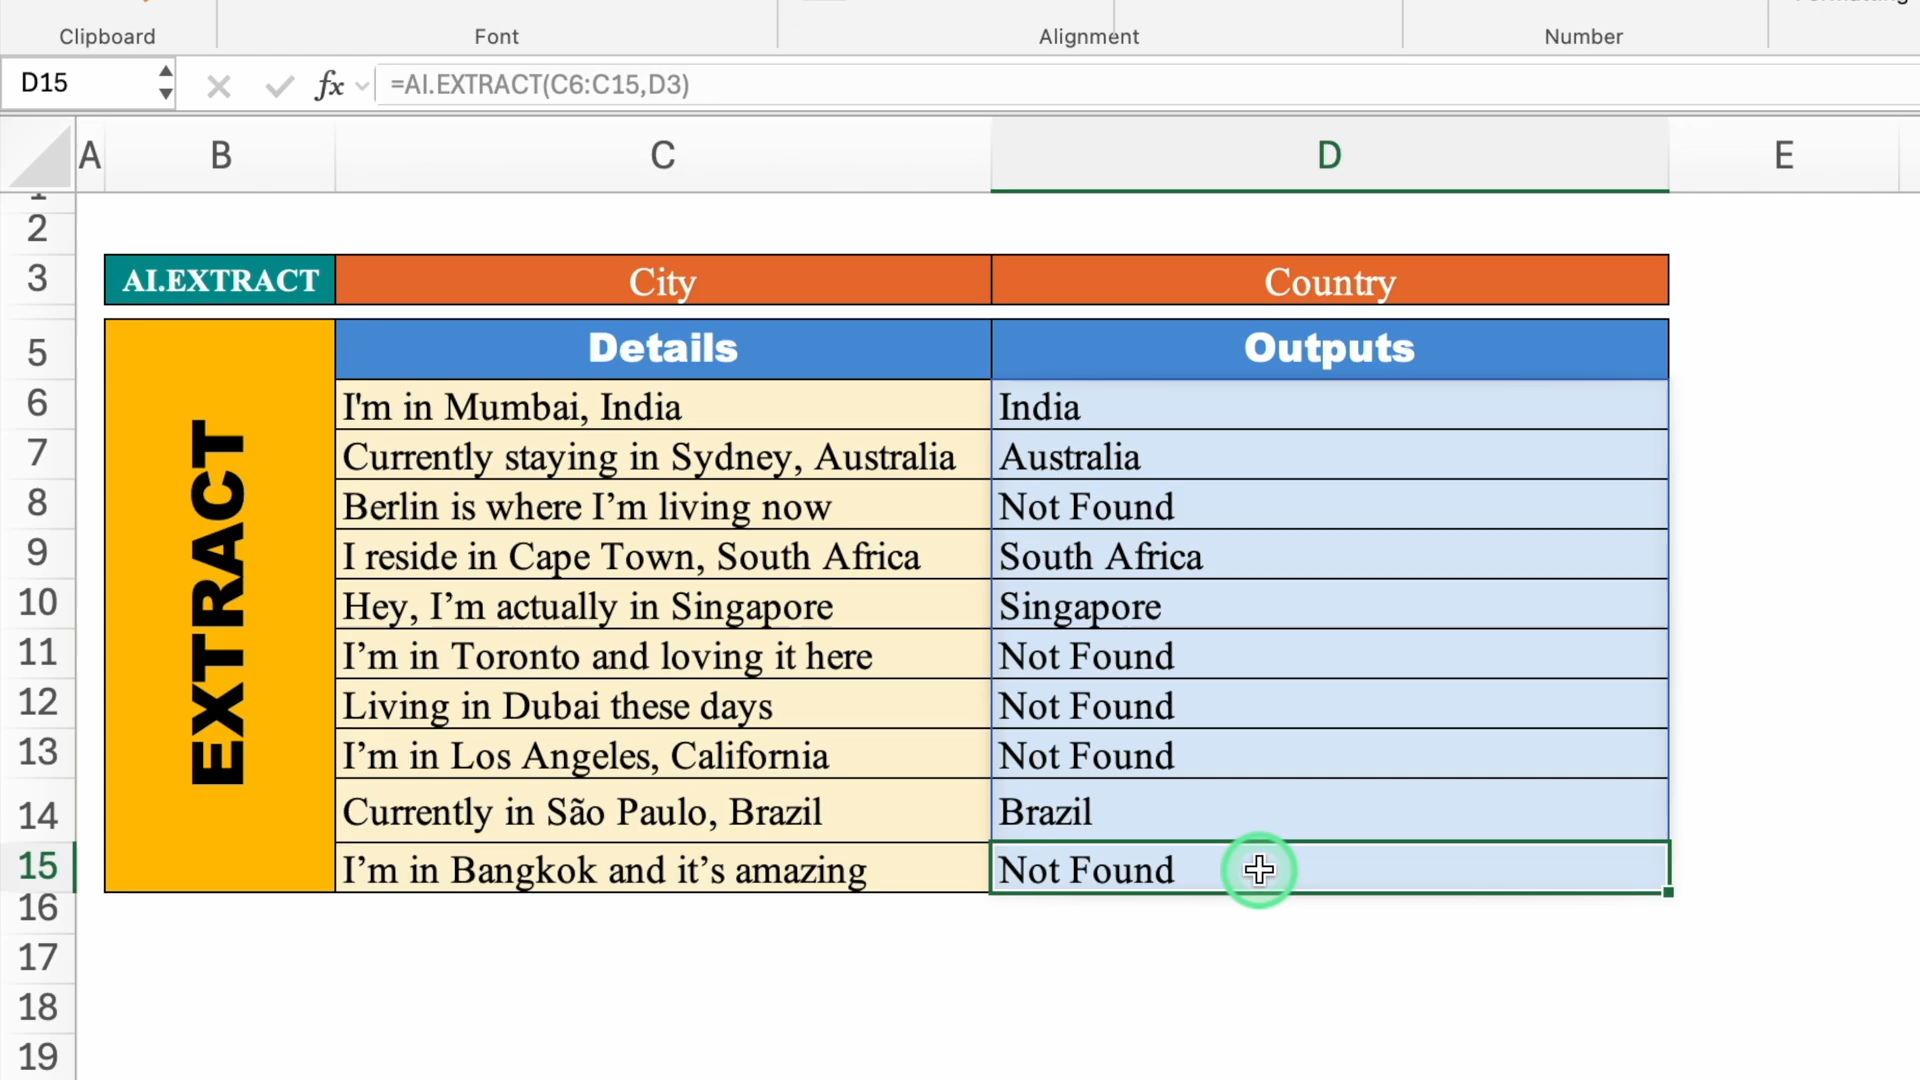 Clipboard
Font
Alignment
Number
D15
fx
=AI.EXTRACT(C6:C15,D3)
A
B
C
D
E
2
3
AI.EXTRACT
City
Country
5
Details
Outputs
EXTRACT
6
I'm in Mumbai, India
India
7
Currently staying in Sydney, Australia
Australia
8
Berlin is where I’m living now
Not Found
9
I reside in Cape Town, South Africa
South Africa
10
Hey, I’m actually in Singapore
Singapore
11
I’m in Toronto and loving it here
Not Found
12
Living in Dubai these days
Not Found
13
I’m in Los Angeles, California
Not Found
14
Currently in São Paulo, Brazil
Brazil
15
I’m in Bangkok and it’s amazing
Not Found
16
17
18
19